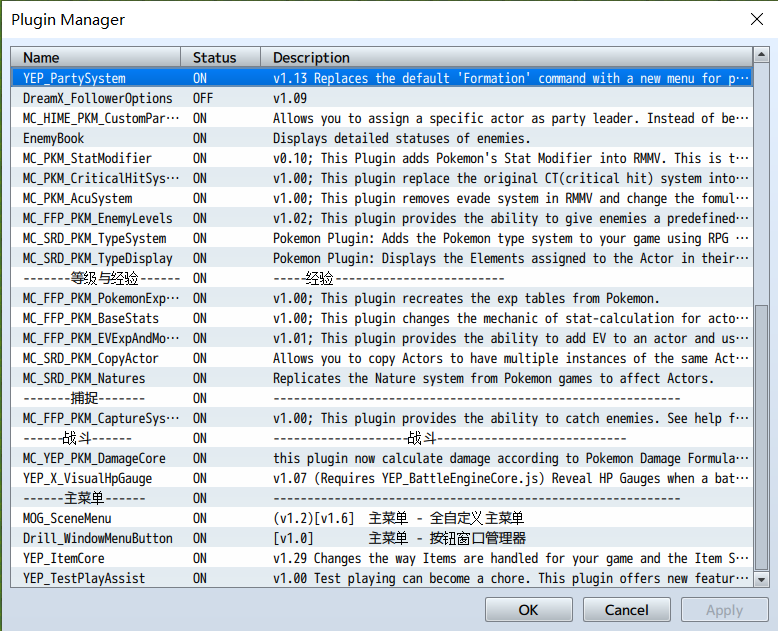 Plugin Manager
Name Status Description
YEP_PartySystem ON v1.13 Replaces the default 'Formation' command with a new menu for p···
DreamX_FollowerOptions OFF v1.09
MC_HIME_PKM_CustomPar··· ON Allows you to assign a specific actor as party leader. Instead of be···
EnemyBook ON Displays detailed statuses of enemies.
MC_PKM_StatModifier ON v0.10; This Plugin adds Pokemon's Stat Modifier into RMMV. This is t···
MC_PKM_CriticalHitSys··· ON v1.00; This plugin replace the original CT(critical hit) system into···
MC_PKM_AcuSystem ON v1.00; This plugin removes evade system in RMMV and change the fomul···
MC_FFP_PKM_EnemyLevels ON v1.02; This plugin provides the ability to give enemies a predefined···
MC_SRD_PKM_TypeSystem ON Pokemon Plugin: Adds the Pokemon type system to your game using RPG ···
MC_SRD_PKM_TypeDisplay ON Pokemon Plugin: Displays the Elements assigned to the Actor in their···
-------等级与经验------ ON -----经验--------------------------
MC_FFP_PKM_PokemonExp··· ON v1.00; This plugin recreates the exp tables from Pokemon.
MC_FFP_PKM_BaseStats ON v1.00; This plugin changes the mechanic of stat-calculation for acto···
MC_FFP_PKM_EVExpAndMo··· ON v1.01; This plugin provides the ability to add EV to an actor and us···
MC_SRD_PKM_CopyActor ON Allows you to copy Actors to have multiple instances of the same Act···
MC_SRD_PKM_Natures ON Replicates the Nature system from Pokemon games to affect Actors.
-------捕捉------- ON ----------------------------------------------------
MC_FFP_PKM_CaptureSys··· ON v1.00; This plugin provides the ability to catch enemies. See help f···
------战斗------ ON --------------------战斗----------------------------
MC_YEP_PKM_DamageCore ON this plugin now calculate damage according to Pokemon Damage Formula···
YEP_X_VisualHpGauge ON v1.07 (Requires YEP_BattleEngineCore.js) Reveal HP Gauges when a bat···
------主菜单------ ON ----------------------------------------------------
MOG_SceneMenu ON (v1.2)[v1.6] 主菜单 - 全自定义主菜单
Drill_WindowMenuButton ON [v1.0] 主菜单 - 按钮窗口管理器
YEP_ItemCore ON v1.29 Changes the way Items are handled for your game and the Item S···
YEP_TestPlayAssist ON v1.00 Test playing can become a chore. This plugin offers new featur···
OK Cancel Apply